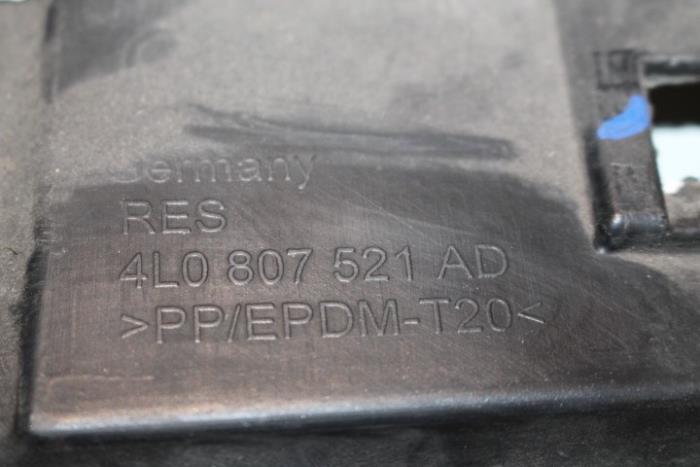 Germany
RES
4L0 807 521 AD
>PP/EPDM-T20<